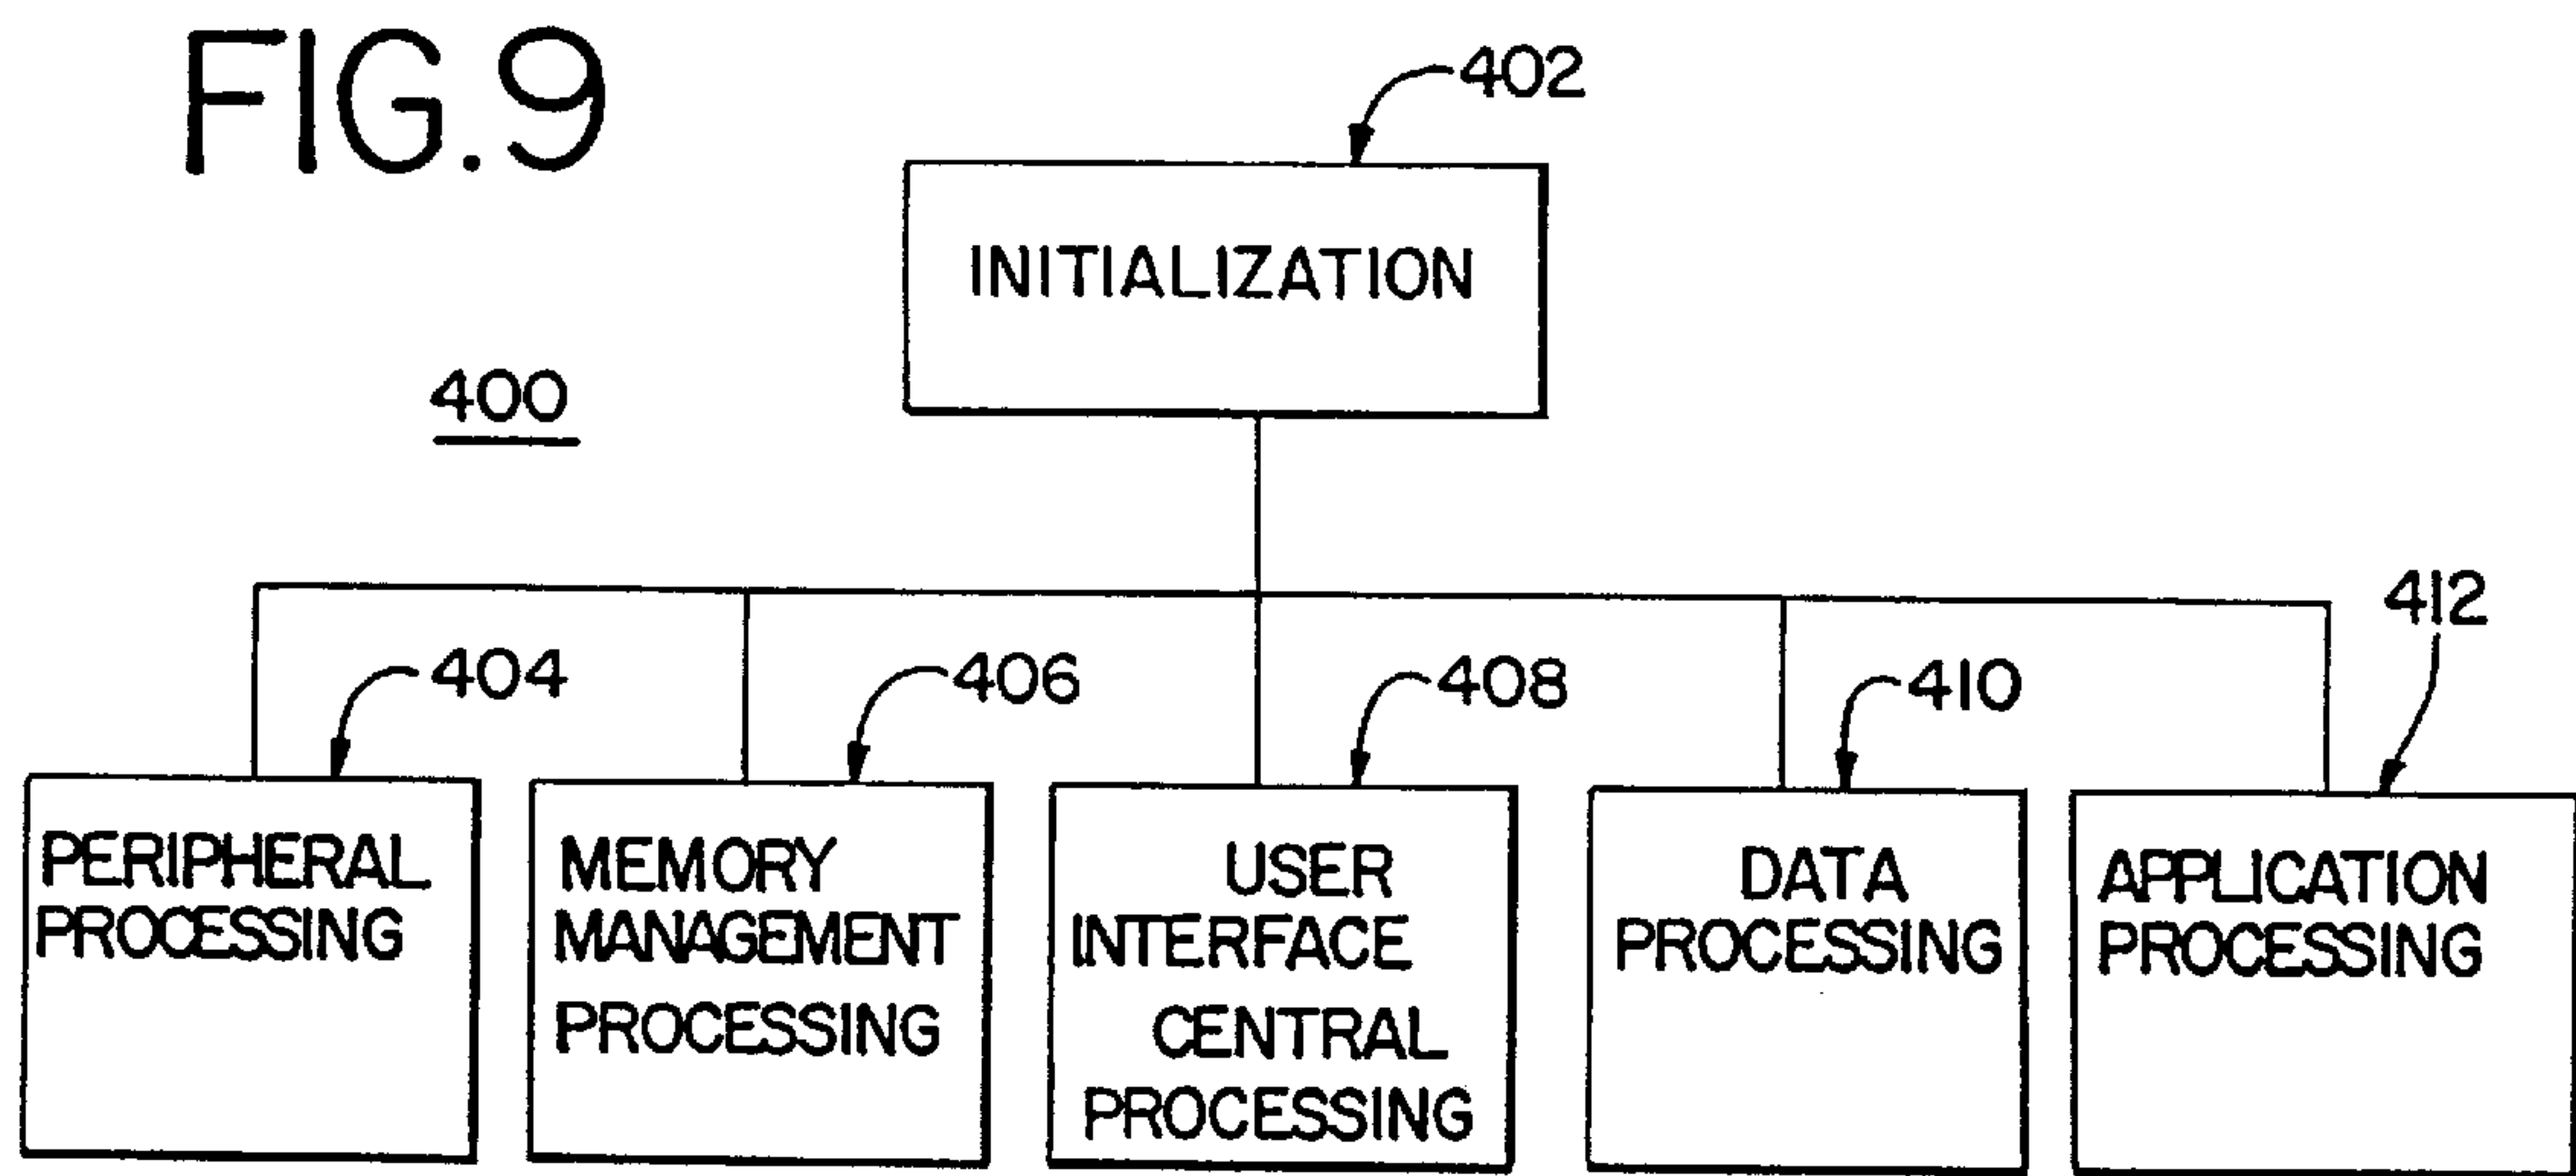 FIG.9
402
INITIALIZATION
400
412
404
406
408
410
PERIPHERAL
PROCESSING
MEMORY
MANAGEMENT
PROCESSING
USER
INTERFACE
CENTRAL
PROCESSING
DATA
PROCESSING
APPLICATION
PROCESSING